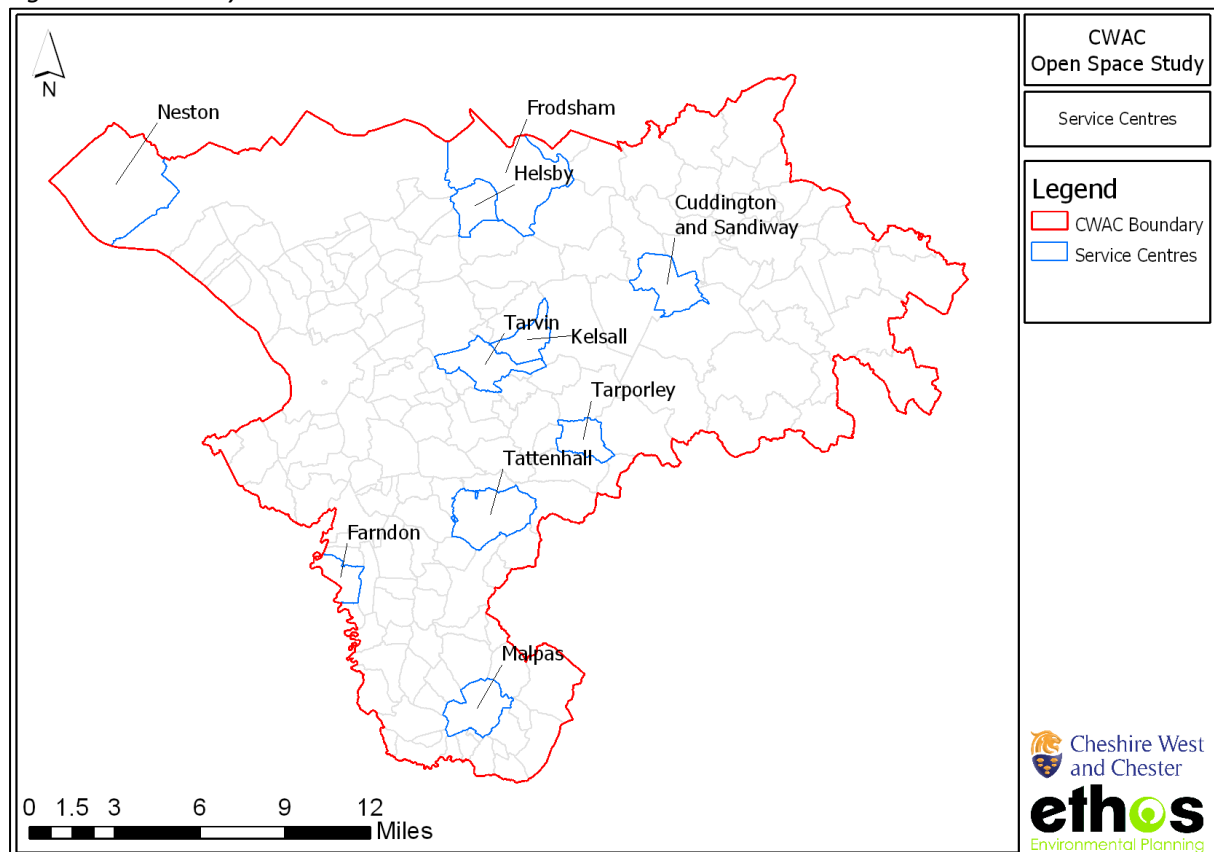 CWAC
Open Space Study
Service Centres
Legend
CWAC Boundary
Service Centres
N
Neston
Frodsham
Helsby
Cuddington
and Sandiway
Tarvin
Kelsall
Tarporley
Tattenhall
Farndon
Malpas
0 1.5 3 6 9 12
Miles
Cheshire West
and Chester
ethos
Environmental Planning